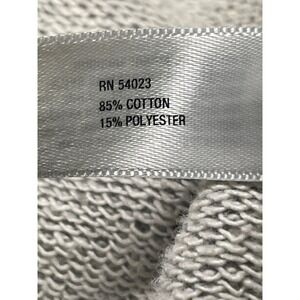 RN 54023
85% COTTON
15% POLYESTER